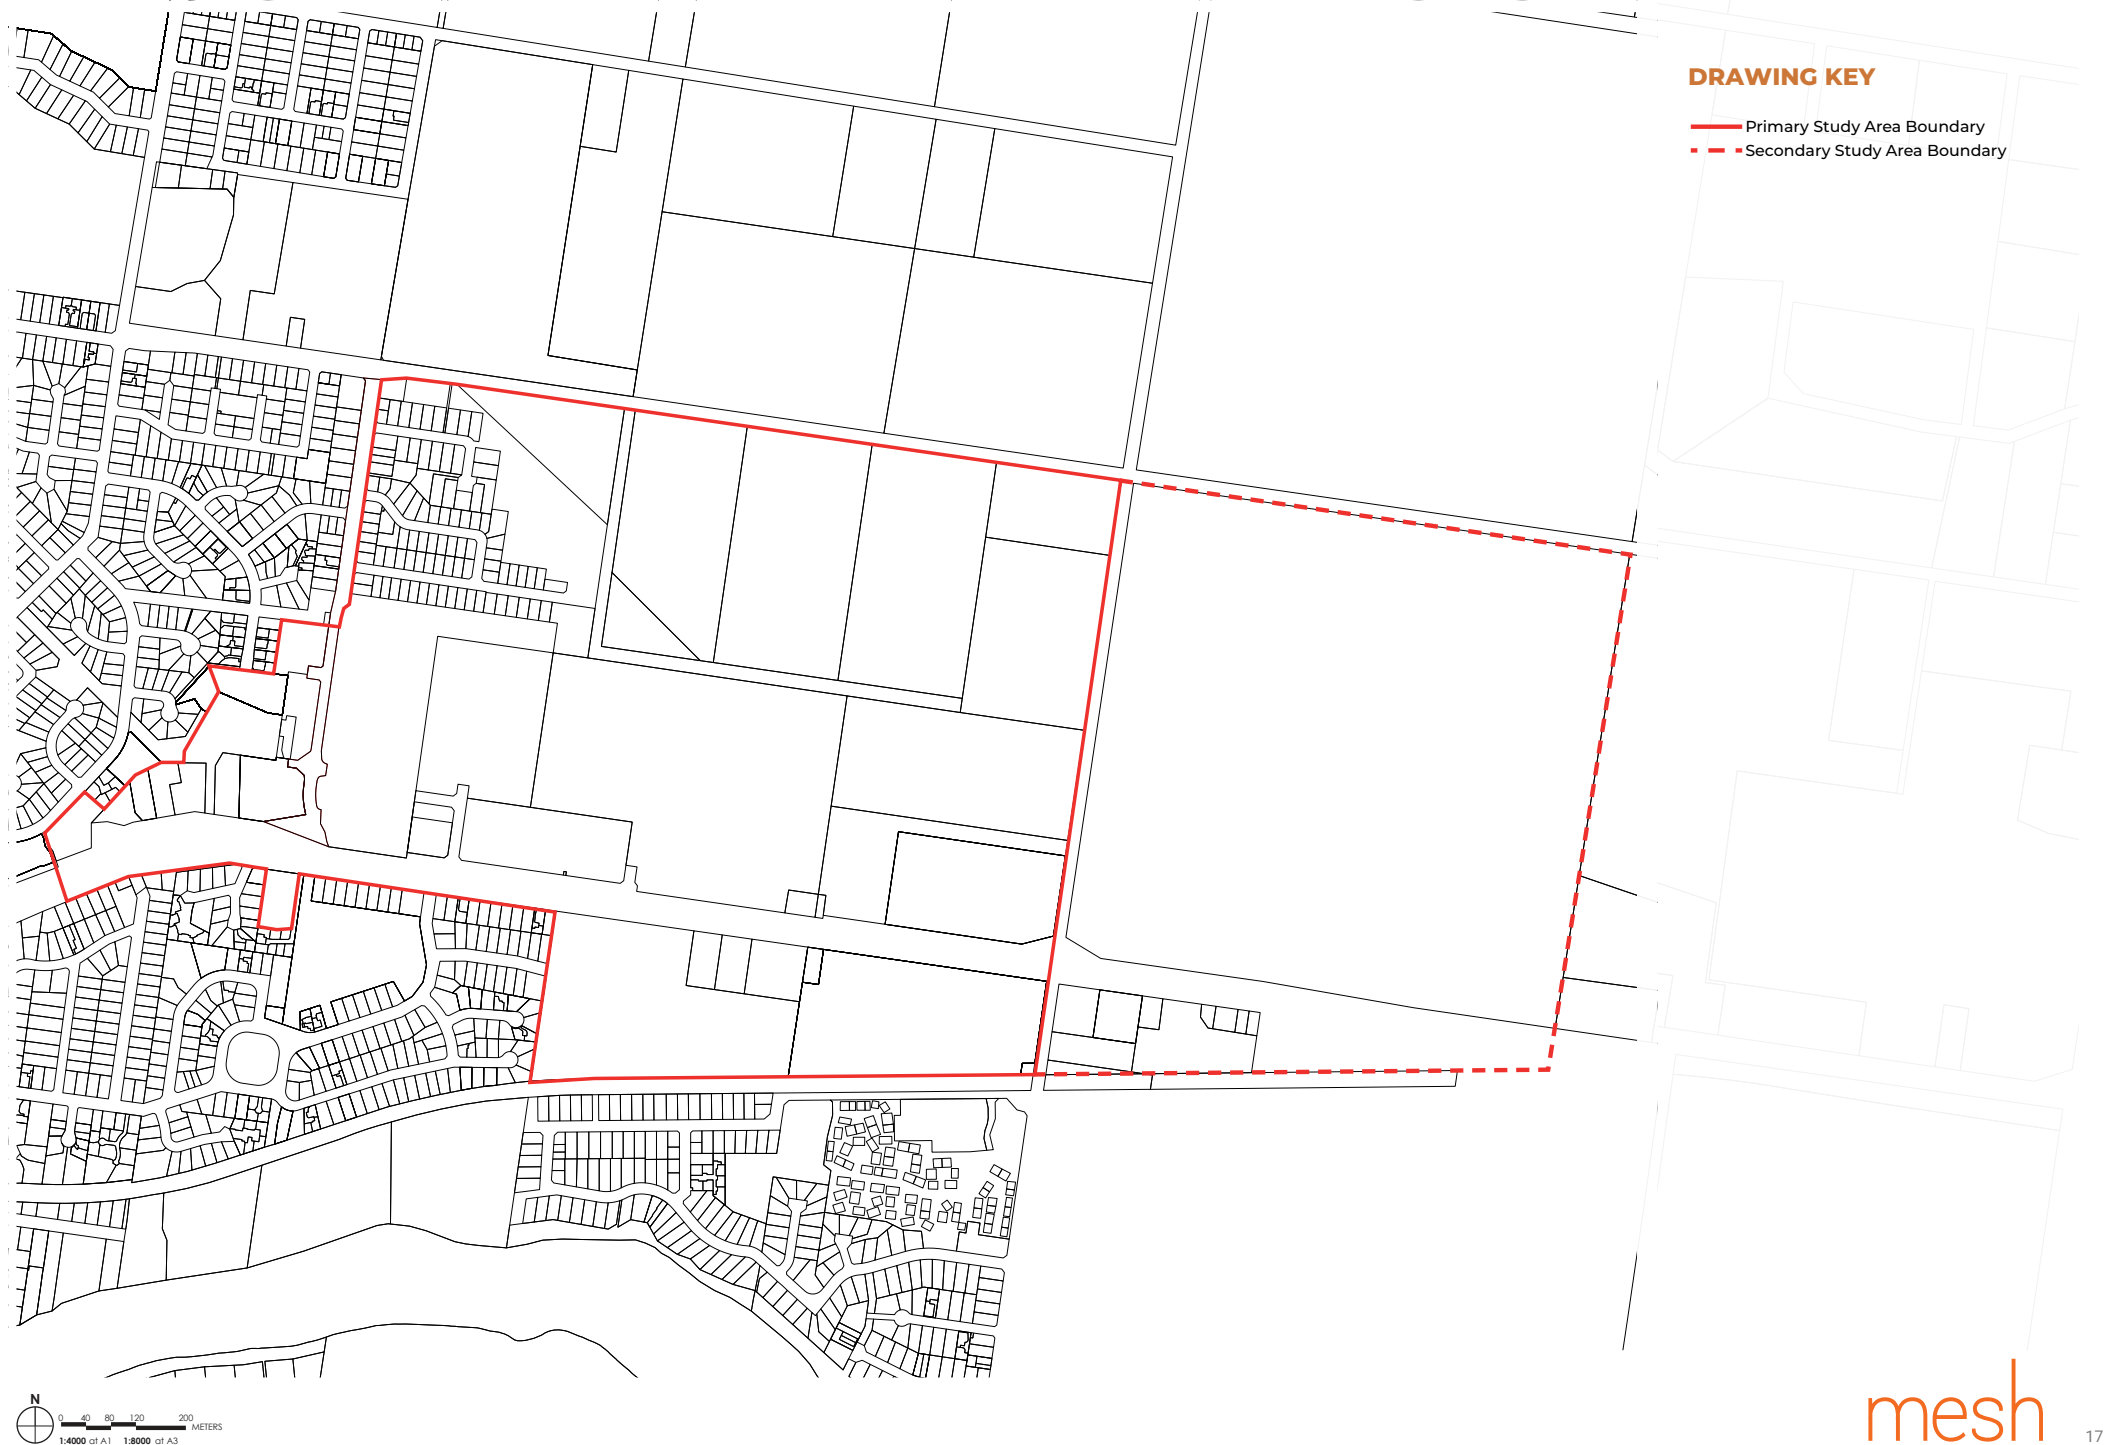 DRAWING KEY
Primary Study Area Boundary
Secondary Study Area Boundary
N
0 40 80 120 200
METERS
1:4000 at A1 1:8000 at A3
mesh
17